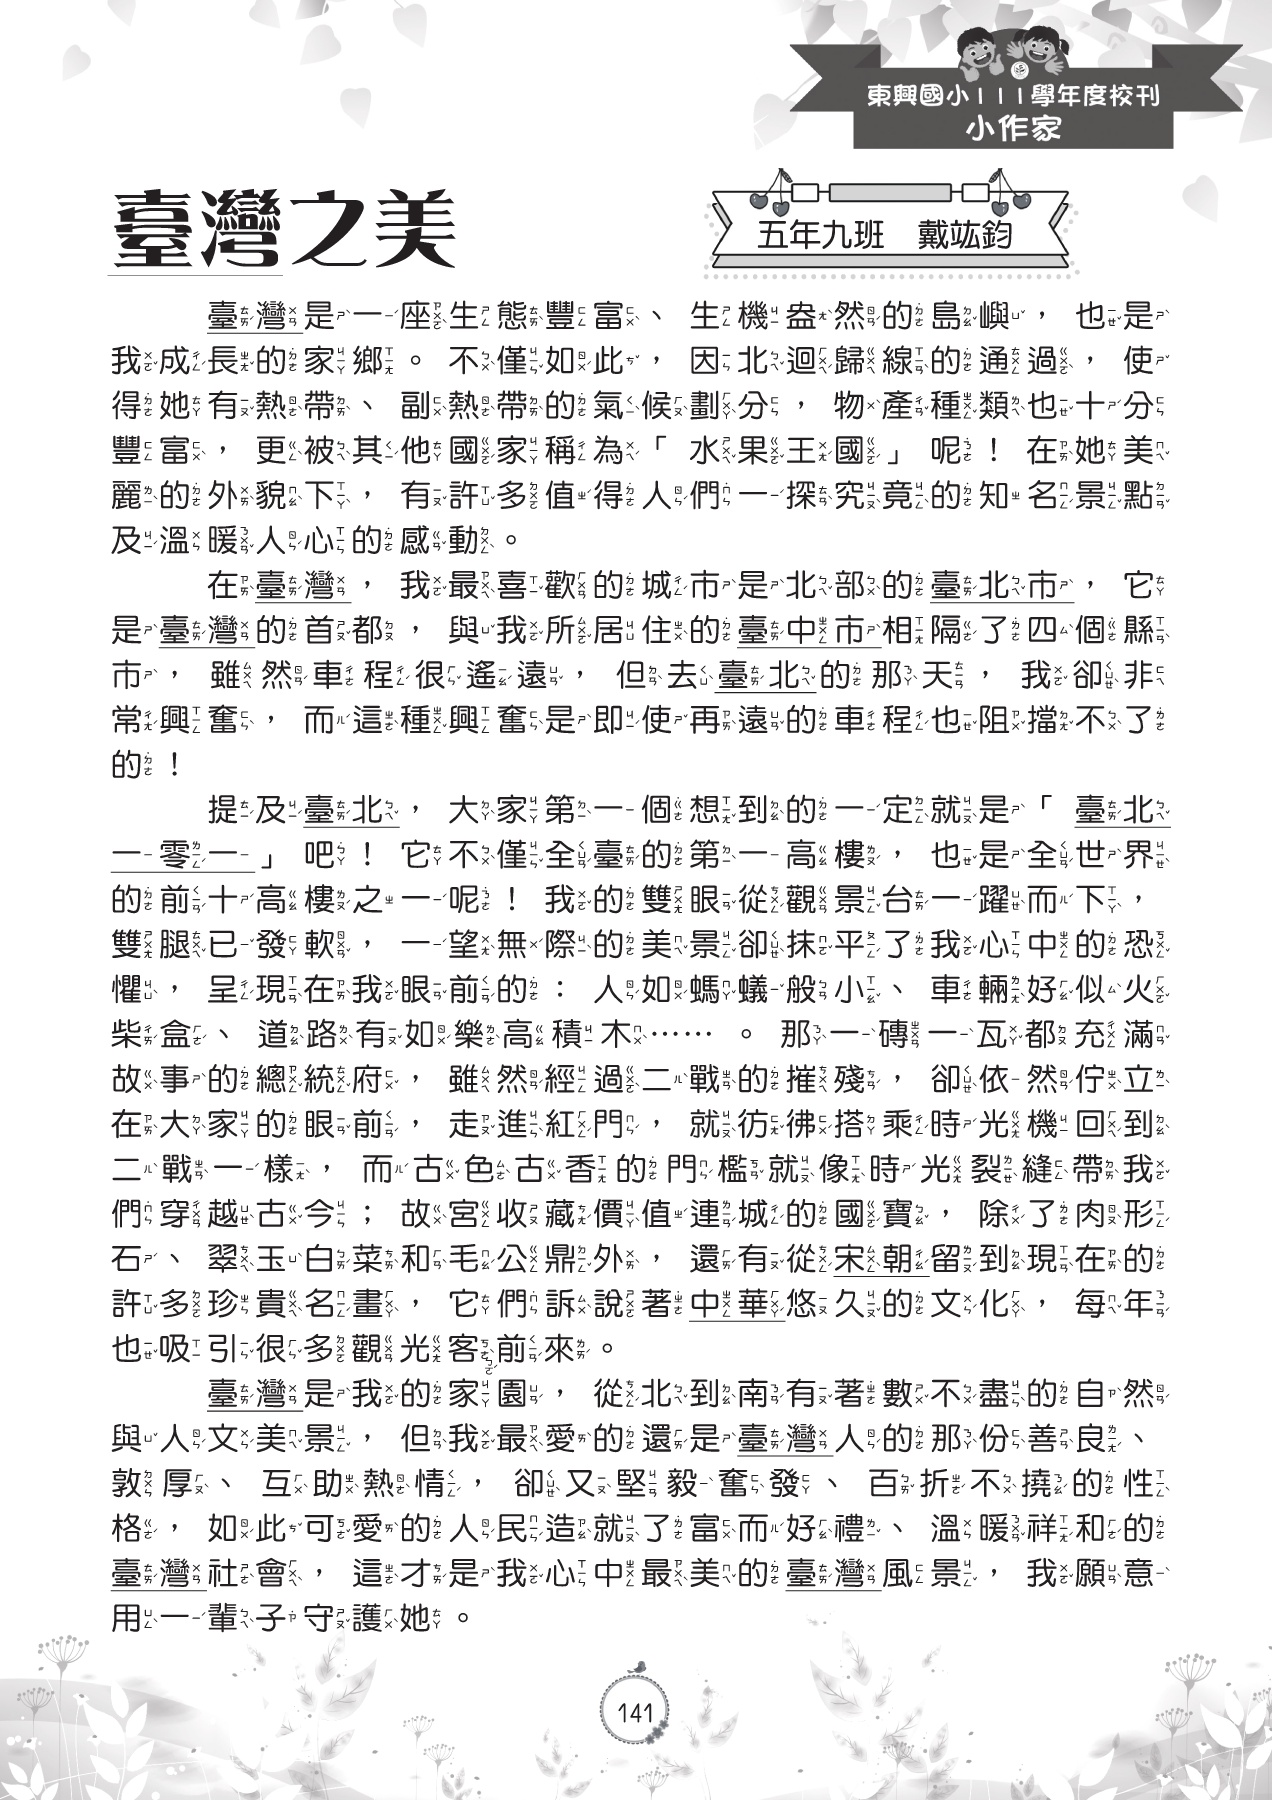 東興國小111學年度校刊
小作家
臺灣之美
五年九班　戴竑鈞
臺灣是一座生態豐富、生機盎然的島嶼，也是
我成長的家鄉。不僅如此，因北迴歸線的通過，使
得她有熱帶、副熱帶的氣候劃分，物產種類也十分
豐富，更被其他國家稱為「水果王國」呢！在她美
麗的外貌下，有許多值得人們一探究竟的知名景點
及溫暖人心的感動。
在臺灣，我最喜歡的城市是北部的臺北市，它
是臺灣的首都，與我所居住的臺中市相隔了四個縣
市，雖然車程很遙遠，但去臺北的那天，我卻非
常興奮，而這種興奮是即使再遠的車程也阻擋不了
的！
提及臺北，大家第一個想到的一定就是「臺北
一零一」吧！它不僅全臺的第一高樓，也是全世界
的前十高樓之一呢！我的雙眼從觀景台一躍而下，
雙腿已發軟，一望無際的美景卻抹平了我心中的恐
懼，呈現在我眼前的：人如螞蟻般小、車輛好似火
柴盒、道路有如樂高積木……。那一磚一瓦都充滿
故事的總統府，雖然經過二戰的摧殘，卻依然佇立
在大家的眼前，走進紅門，就彷彿搭乘時光機回到
二戰一樣，而古色古香的門檻就像時光裂縫帶我
們穿越古今；故宮收藏價值連城的國寶，除了肉形
石、翠玉白菜和毛公鼎外，還有從宋朝留到現在的
許多珍貴名畫，它們訴說著中華悠久的文化，每年
也吸引很多觀光客前來。
臺灣是我的家園，從北到南有著數不盡的自然
與人文美景，但我最愛的還是臺灣人的那份善良、
敦厚、互助熱情，卻又堅毅奮發、百折不撓的性
格，如此可愛的人民造就了富而好禮、溫暖祥和的
臺灣社會，這才是我心中最美的臺灣風景，我願意
用一輩子守護她。
141